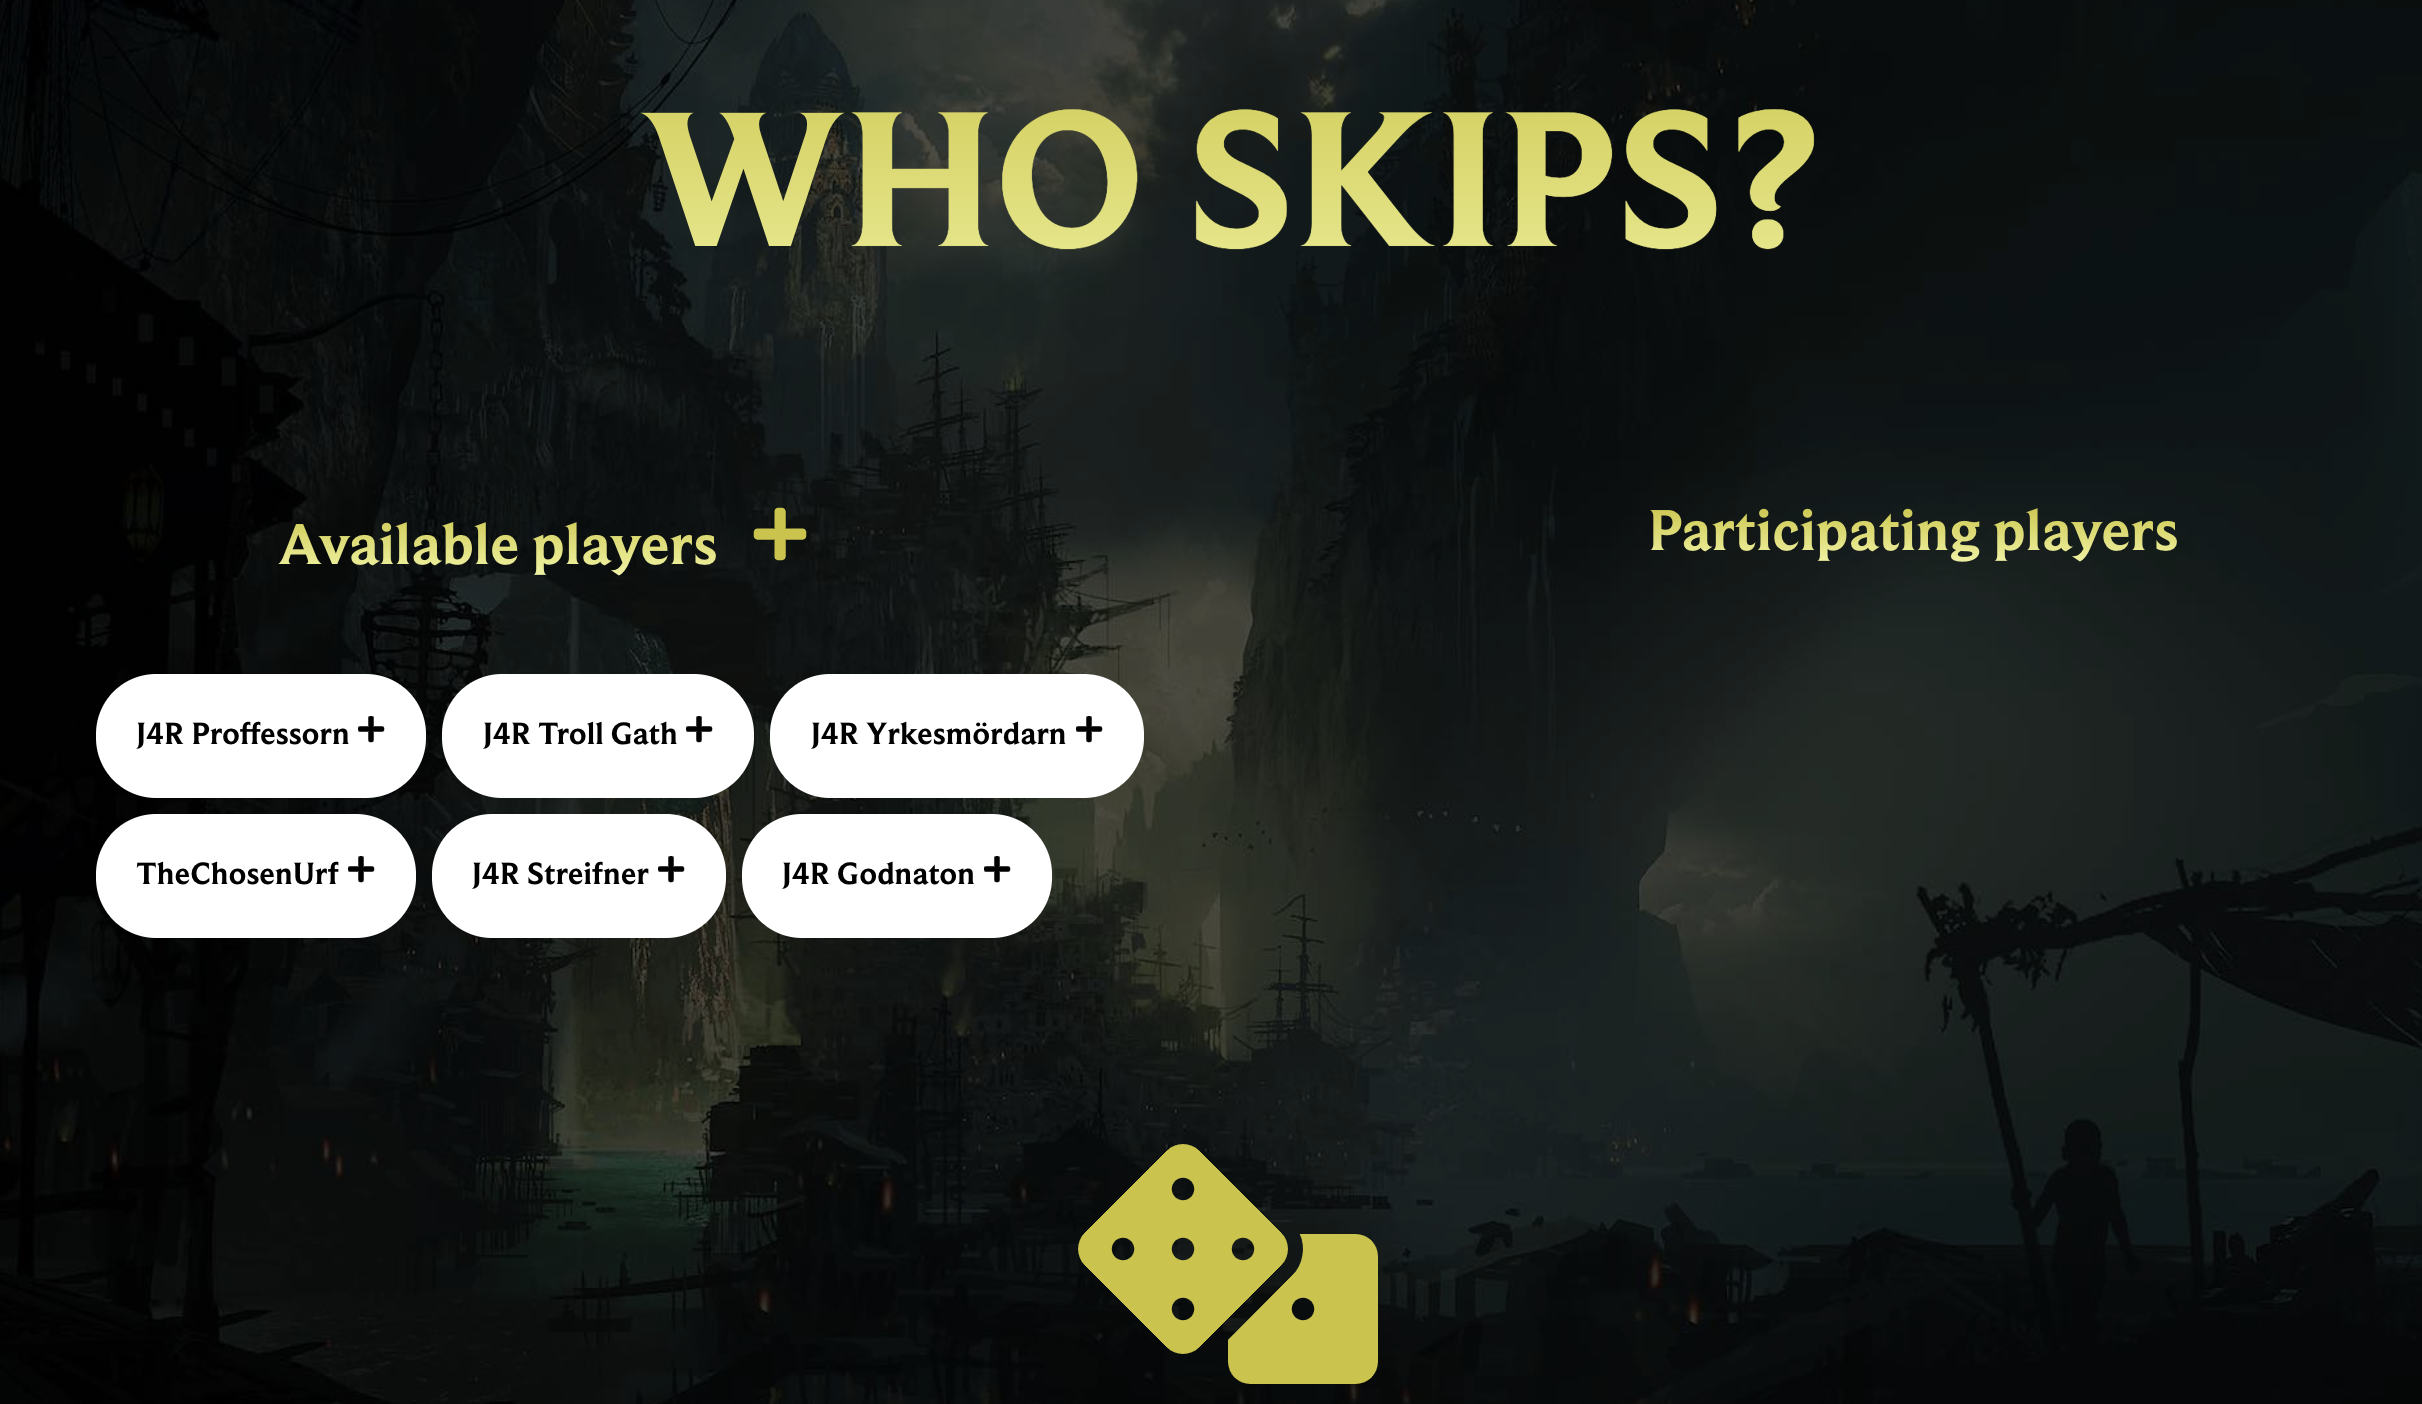 WHO SKIPS?
Available players
Participating players
J4R Proffessorn
J4R Troll Gath
J4R Yrkesmördarn
TheChosenUrf
J4R Streifner
J4R Godnaton